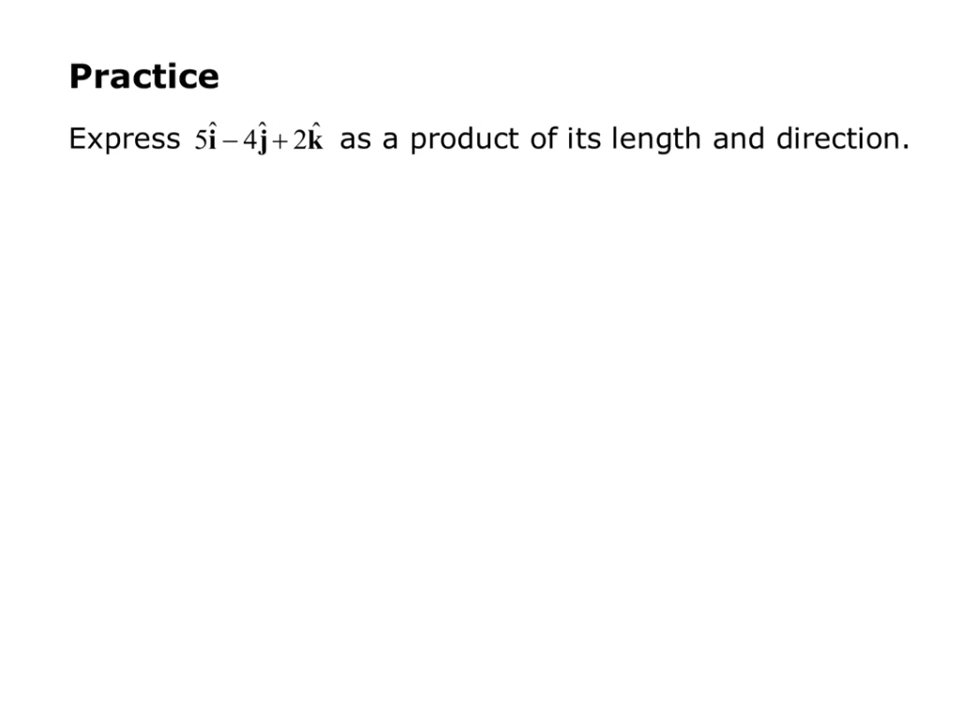 Practice
Express 5î – 4ĵ + 2k̂ as a product of its length and direction.